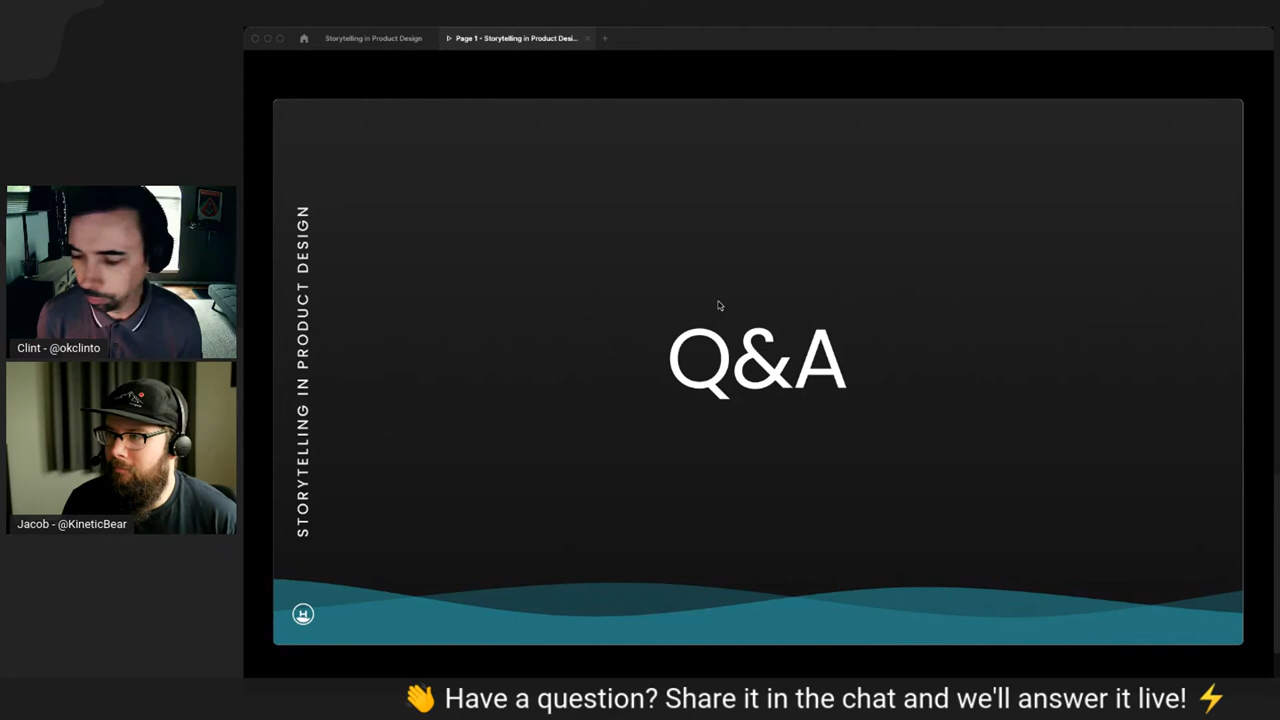 Storytelling in Product Design
Page 1 - Storytelling in Product Desi...
STORYTELLING IN PRODUCT DESIGN
Q&A
Clint - @okclinto
Jacob - @KineticBear
👋 Have a question? Share it in the chat and we'll answer it live! ⚡